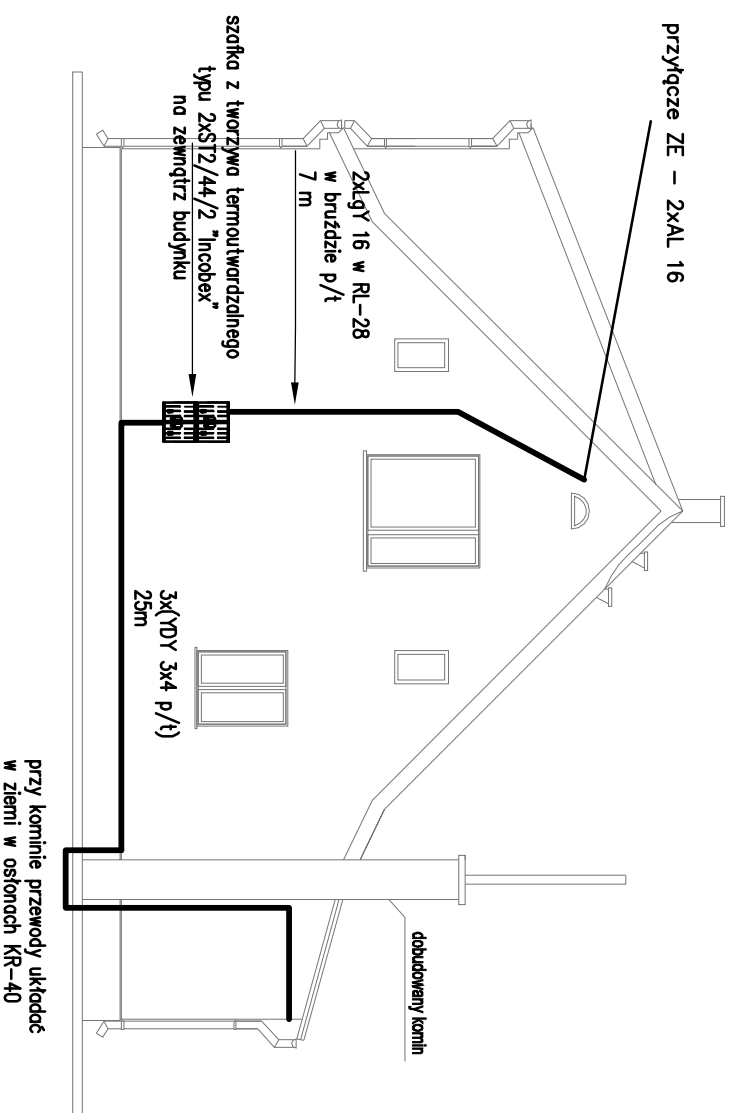 przyłącze ZE – 2xAL 16
2xLgY 16 w RL–28
w bruździe p/t
7 m
szafka z tworzywa termoutwardzalnego
typu 2xST2/44/2 "Incobex"
na zewnątrz budynku
3x(YDY 3x4 p/t)
25m
dobudowany komin
przy kominie przewody układać
w ziemi w osłonach KR–40